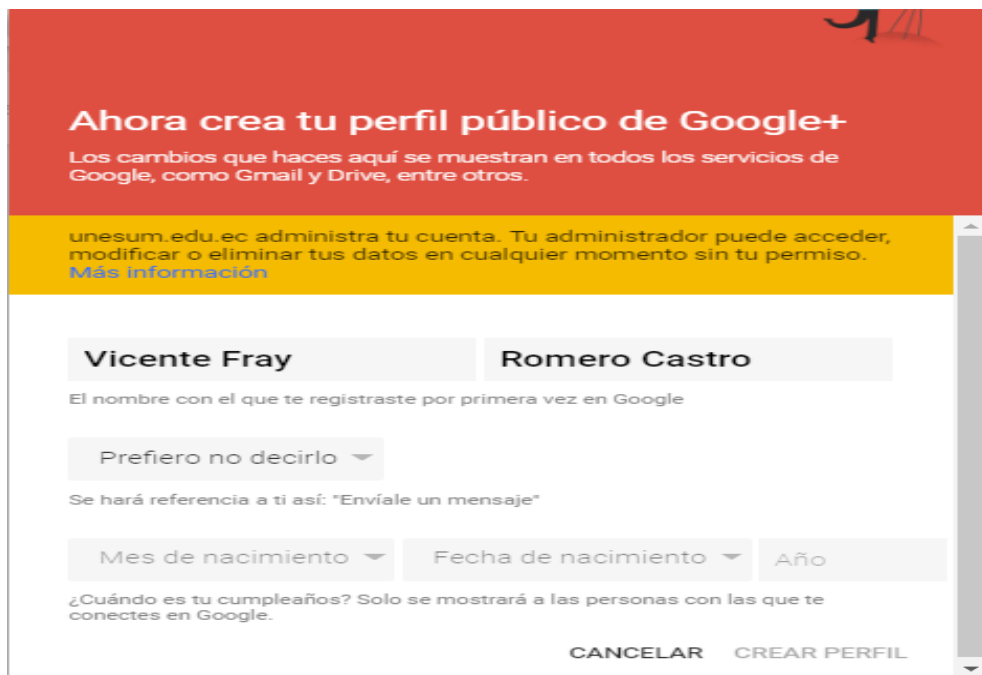 Ahora crea tu perfil público de Google+
Los cambios que haces aquí se muestran en todos los servicios de
Google, como Gmail y Drive, entre otros.
unesum.edu.ec administra tu cuenta. Tu administrador puede acceder,
modificar o eliminar tus datos en cualquier momento sin tu permiso.
Más información
Vicente Fray Romero Castro
El nombre con el que te registraste por primera vez en Google
Prefiero no decirlo
Se hará referencia a ti así: "Envíale un mensaje"
Mes de nacimiento Fecha de nacimiento Año
¿Cuándo es tu cumpleaños? Solo se mostrará a las personas con las que te
conectes en Google.
CANCELAR CREAR PERFIL